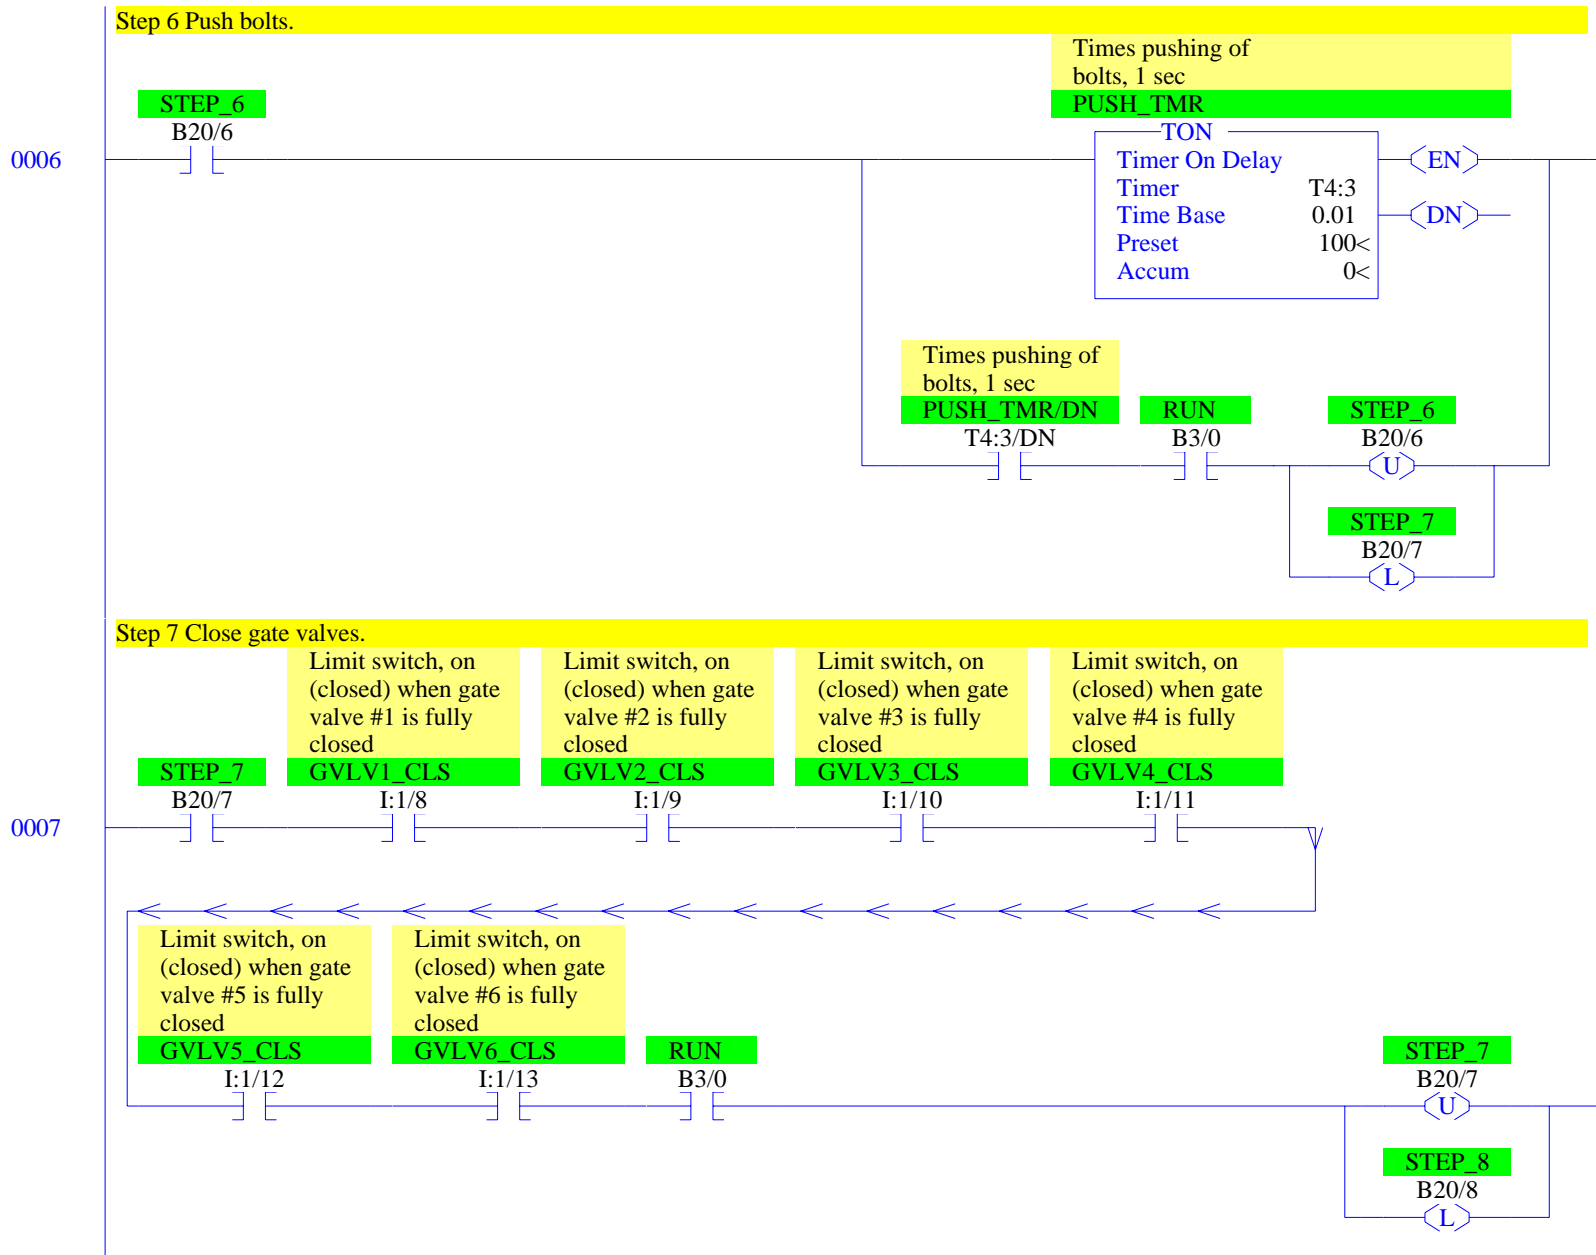 Step 6 Push bolts.
Times pushing of
bolts, 1 sec
STEP_6
PUSH_TMR
B20/6
TON
0006
Timer On Delay
EN
Timer T4:3
Time Base 0.01
DN
Preset 100<
Accum 0<
Times pushing of
bolts, 1 sec
PUSH_TMR/DN RUN STEP_6
T4:3/DN B3/0 B20/6
U
STEP_7
B20/7
L
Step 7 Close gate valves.
Limit switch, on
(closed) when gate
valve #1 is fully
closed
Limit switch, on
(closed) when gate
valve #2 is fully
closed
Limit switch, on
(closed) when gate
valve #3 is fully
closed
Limit switch, on
(closed) when gate
valve #4 is fully
closed
STEP_7 GVLV1_CLS GVLV2_CLS GVLV3_CLS GVLV4_CLS
B20/7 I:1/8 I:1/9 I:1/10 I:1/11
0007
Limit switch, on
(closed) when gate
valve #5 is fully
closed
Limit switch, on
(closed) when gate
valve #6 is fully
closed
GVLV5_CLS GVLV6_CLS RUN STEP_7
I:1/12 I:1/13 B3/0 B20/7
U
STEP_8
B20/8
L